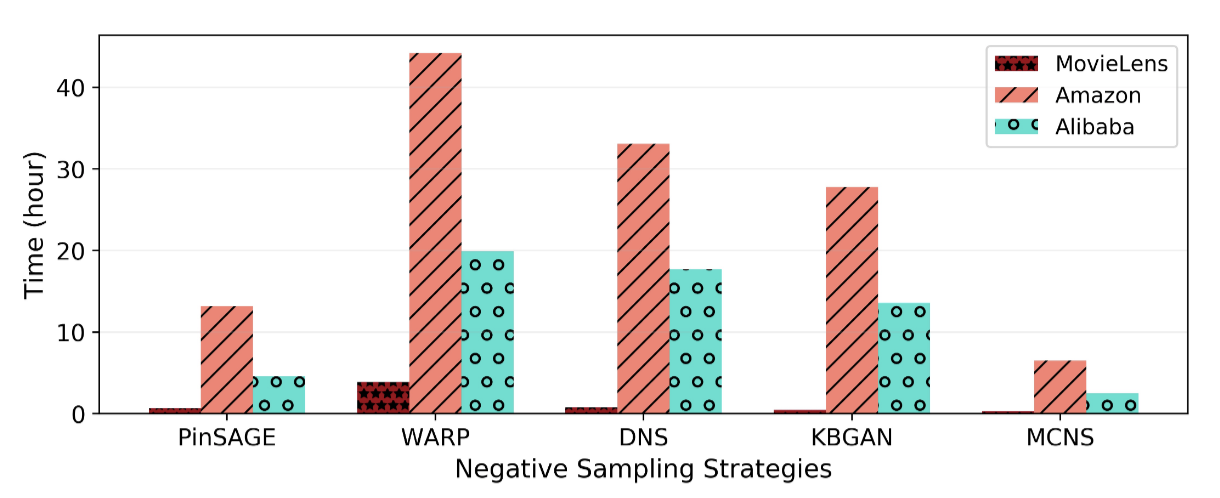 MovieLens
Amazon
Alibaba
40
30
20
10
0
Time (hour)
PinSAGE
WARP
DNS
KBGAN
MCNS
Negative Sampling Strategies